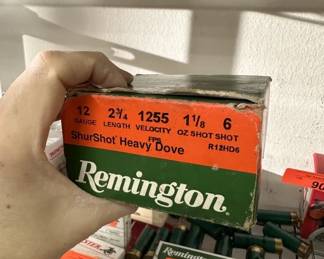 12 2¾ 1255 1⅛ 6
GAUGE LENGTH VELOCITY OZ SHOT SHOT
FPS
ShurShot Heavy Dove R12HD6
Remington.